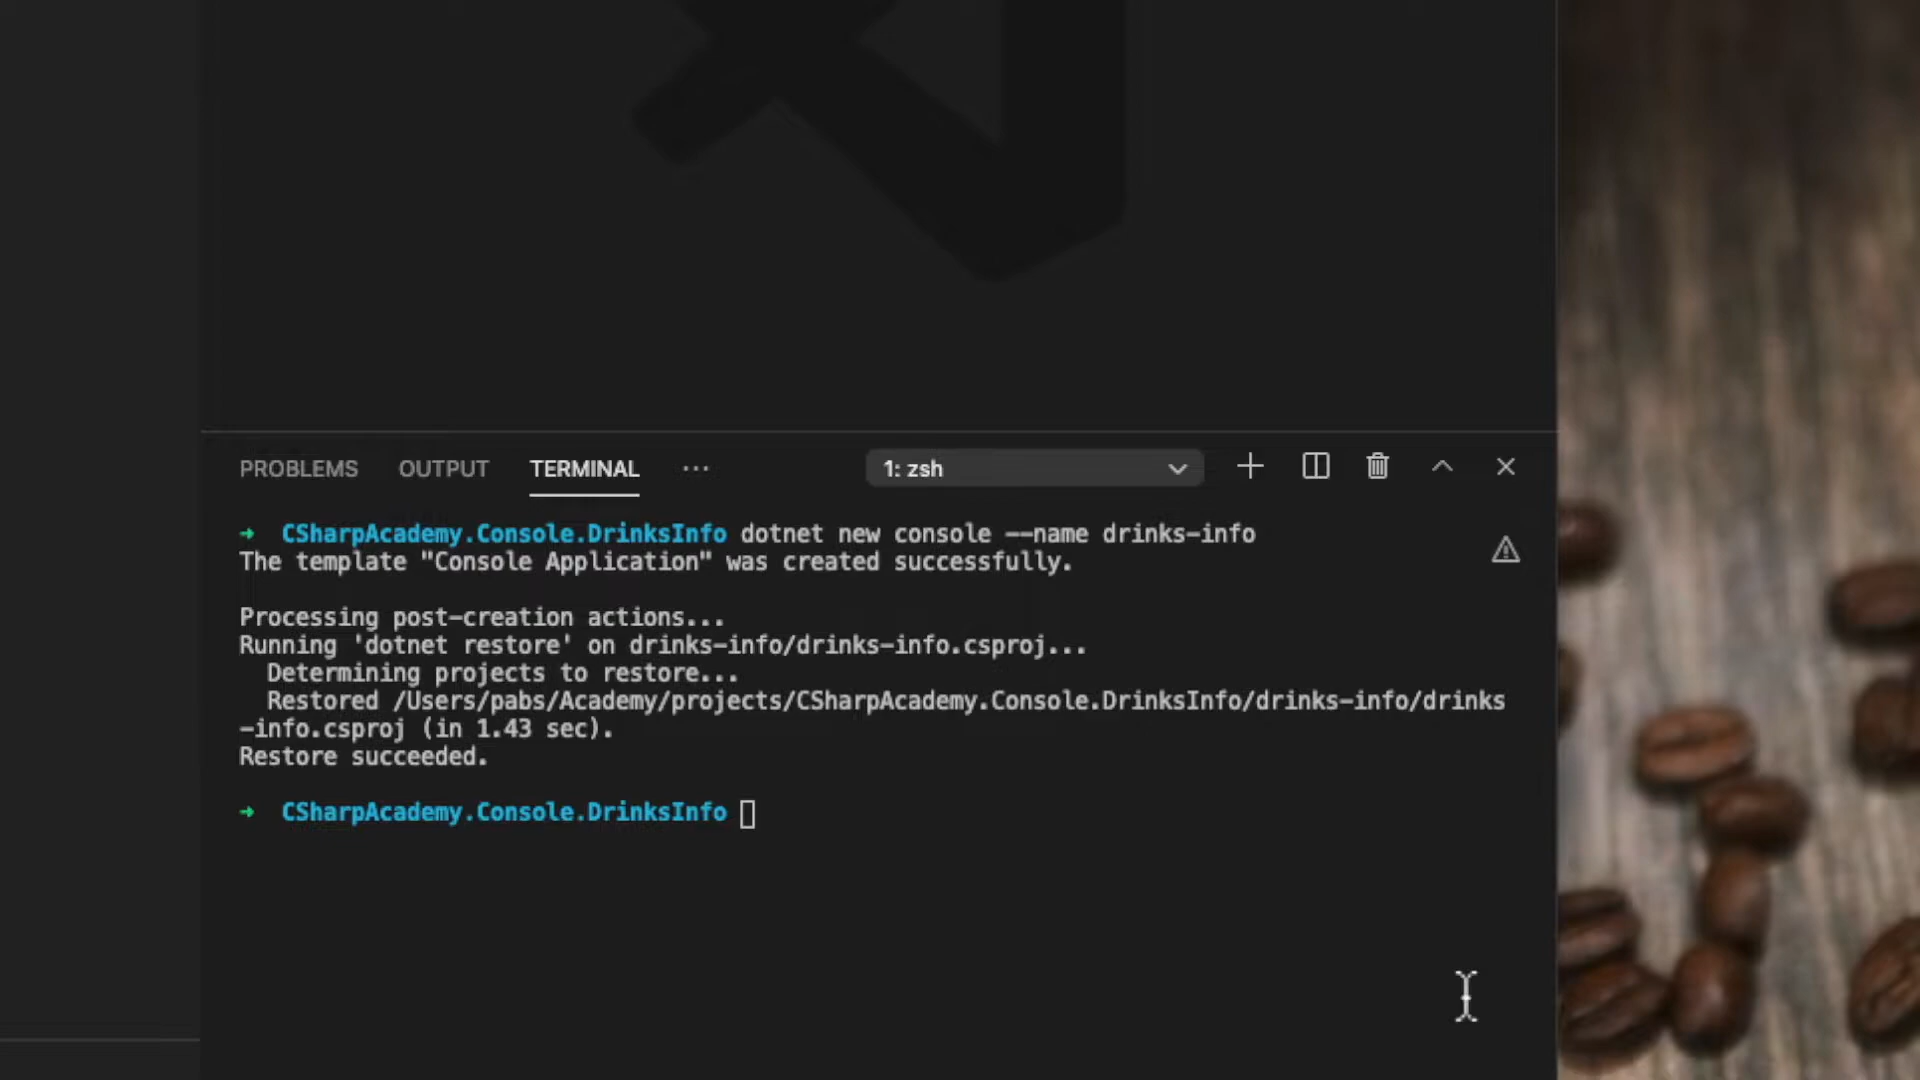 PROBLEMS OUTPUT TERMINAL ··· 1: zsh
➜ CSharpAcademy.Console.DrinksInfo dotnet new console --name drinks-info
The template "Console Application" was created successfully.
Processing post-creation actions...
Running 'dotnet restore' on drinks-info/drinks-info.csproj...
Determining projects to restore...
Restored /Users/pabs/Academy/projects/CSharpAcademy.Console.DrinksInfo/drinks-info/drinks
-info.csproj (in 1.43 sec).
Restore succeeded.
➜ CSharpAcademy.Console.DrinksInfo